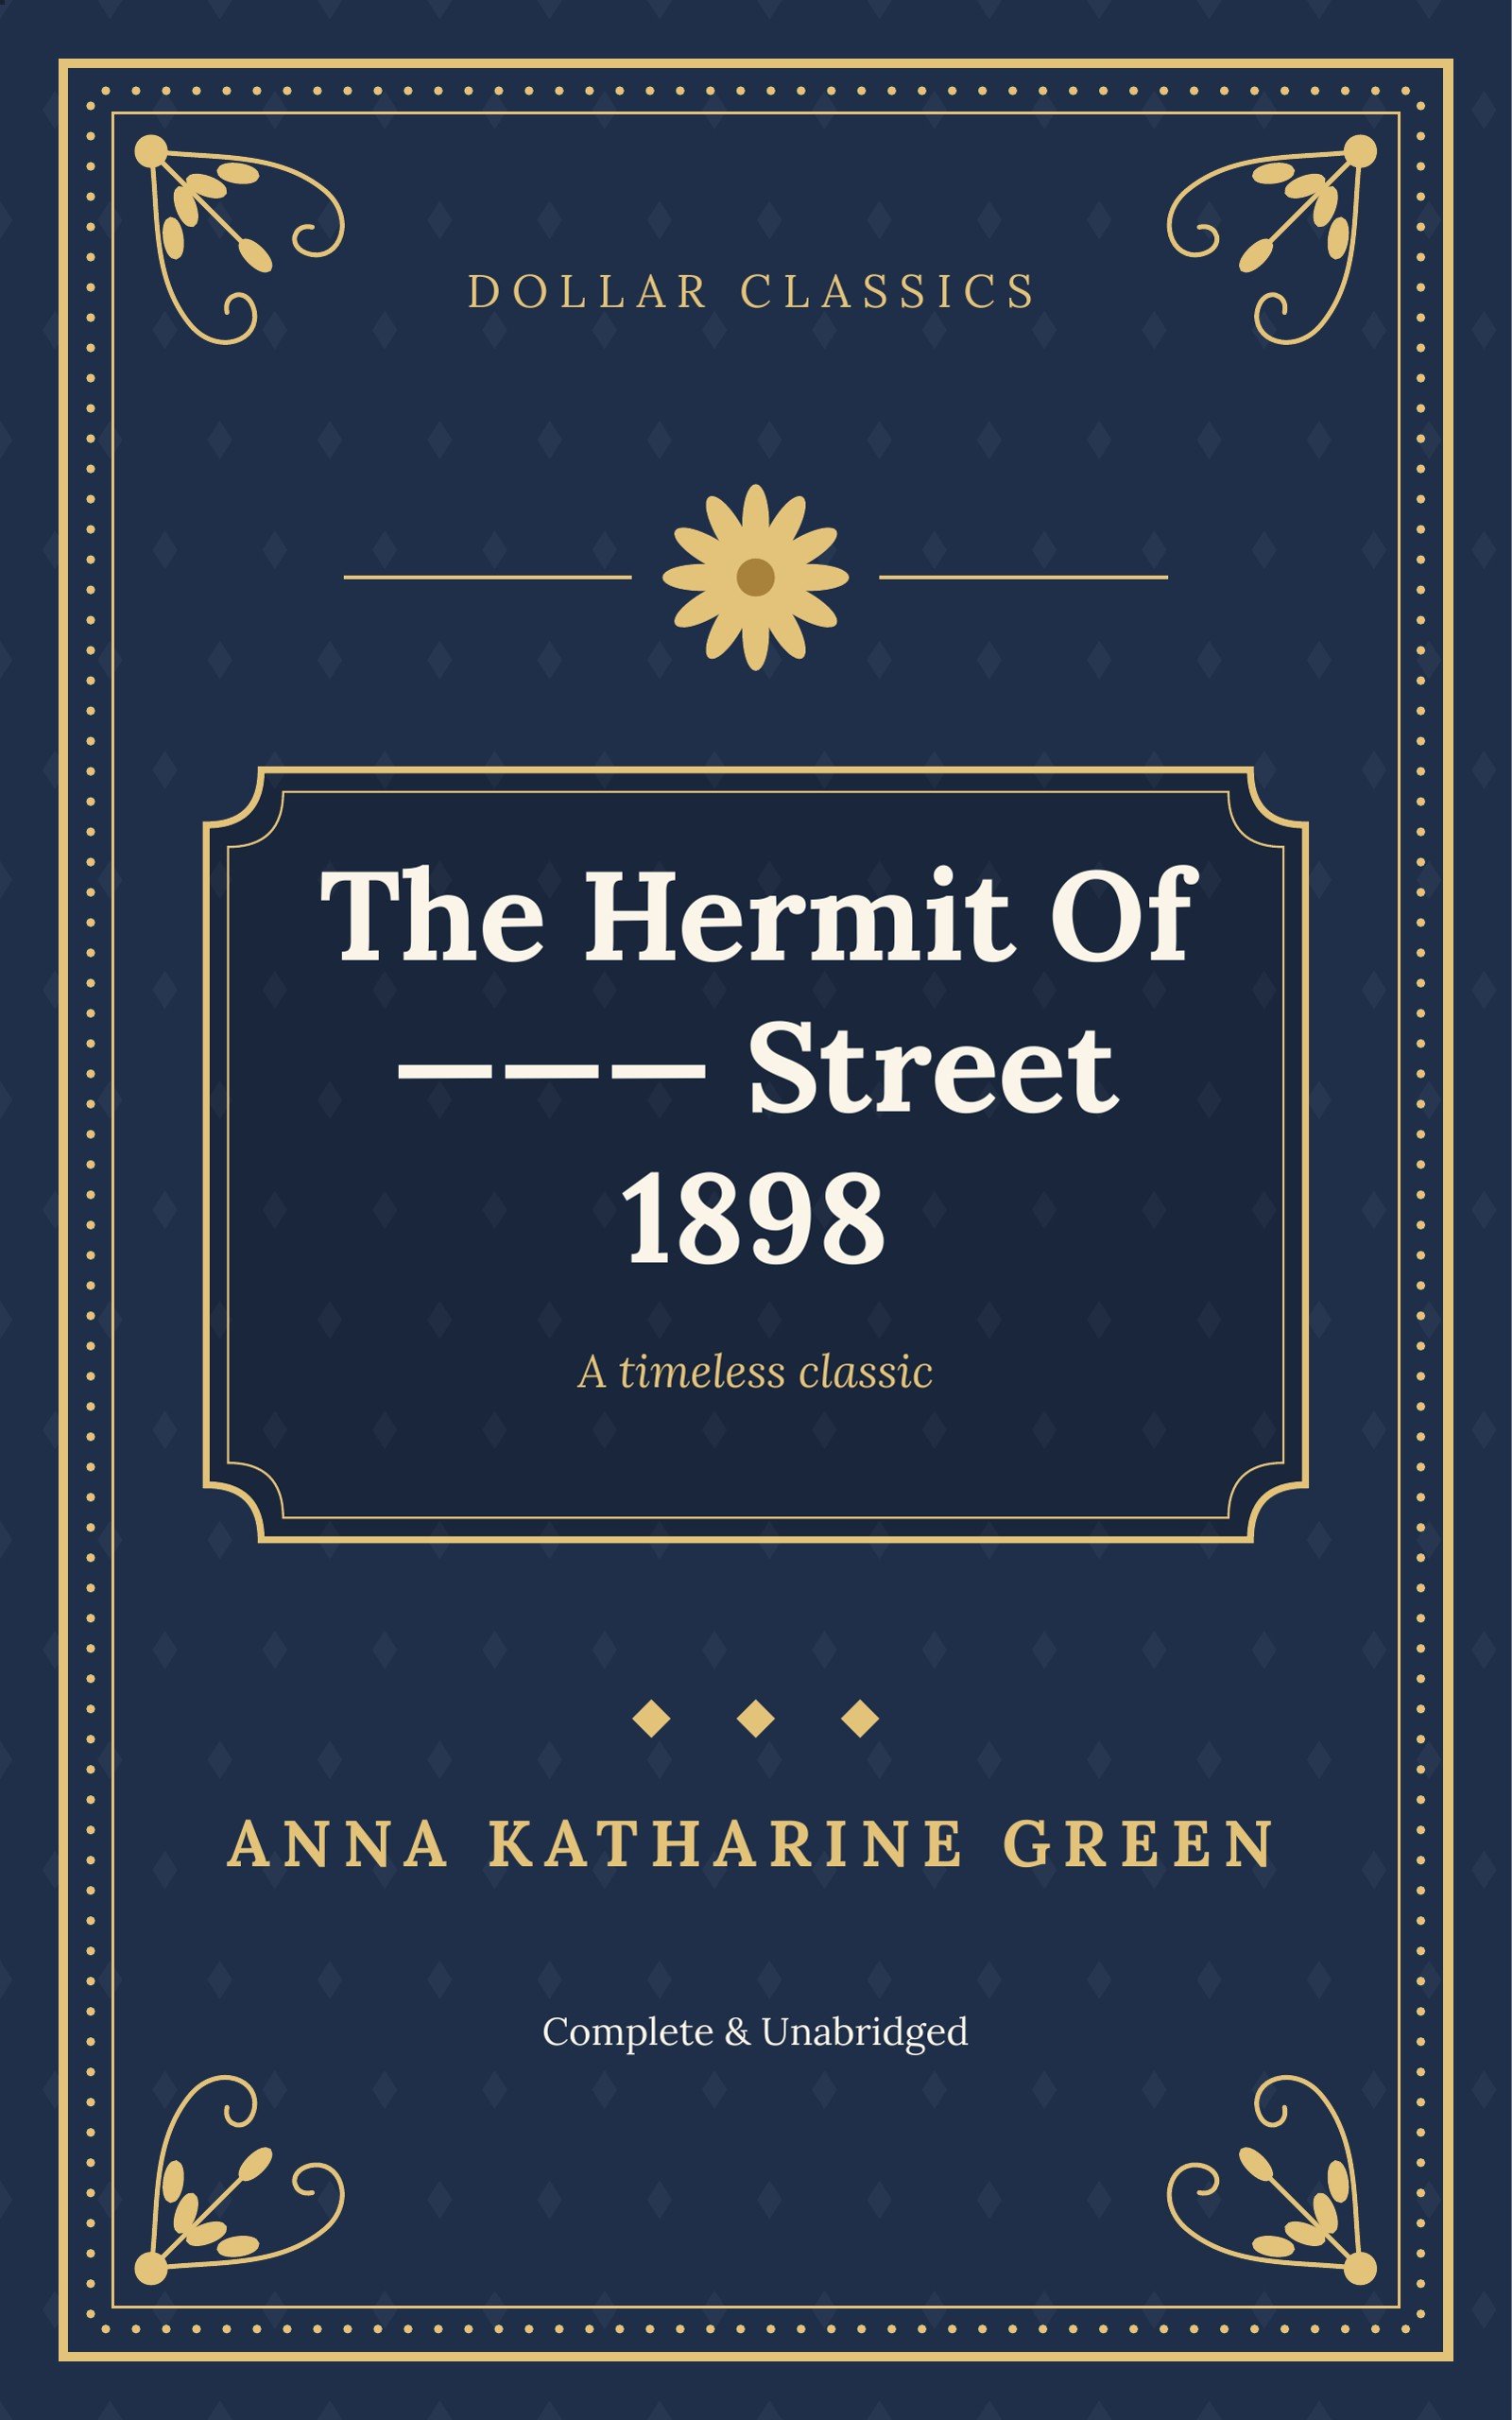 DOLLAR CLASSICS
The Hermit Of
——— Street
1898
A timeless classic
ANNA KATHARINE GREEN
Complete & Unabridged